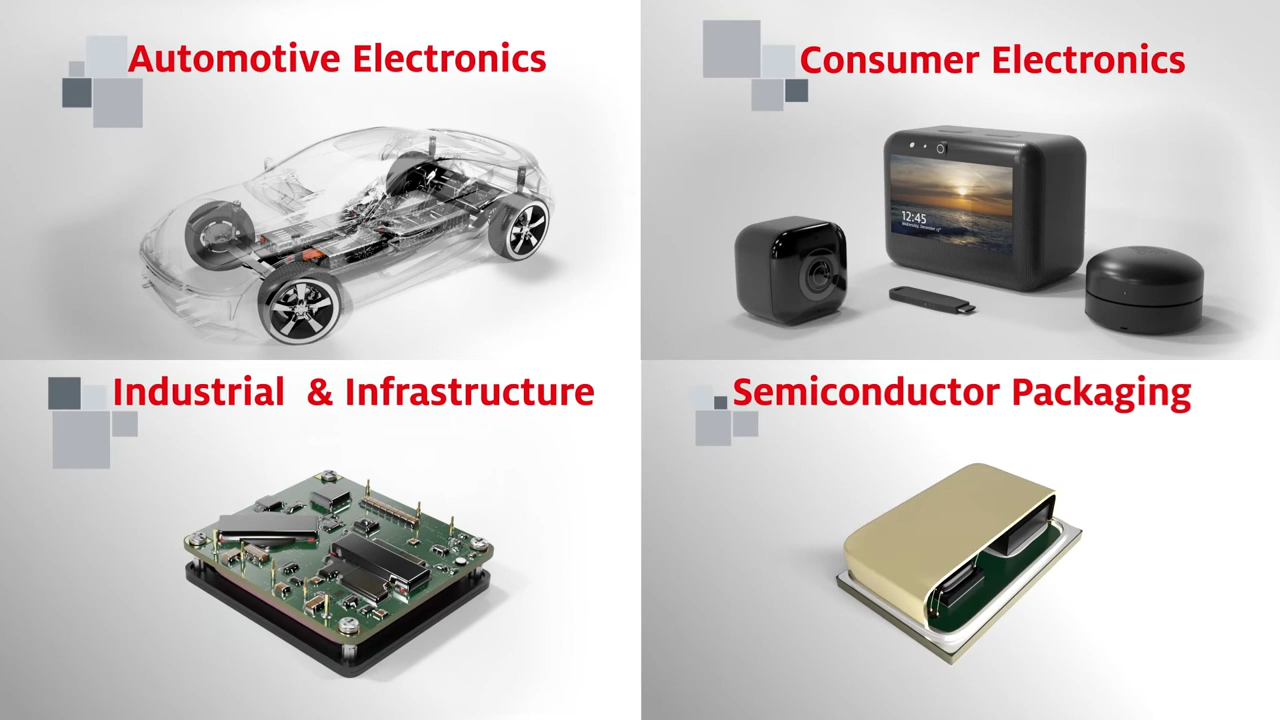 Automotive Electronics
Consumer Electronics
12:45
Industrial & Infrastructure
Semiconductor Packaging